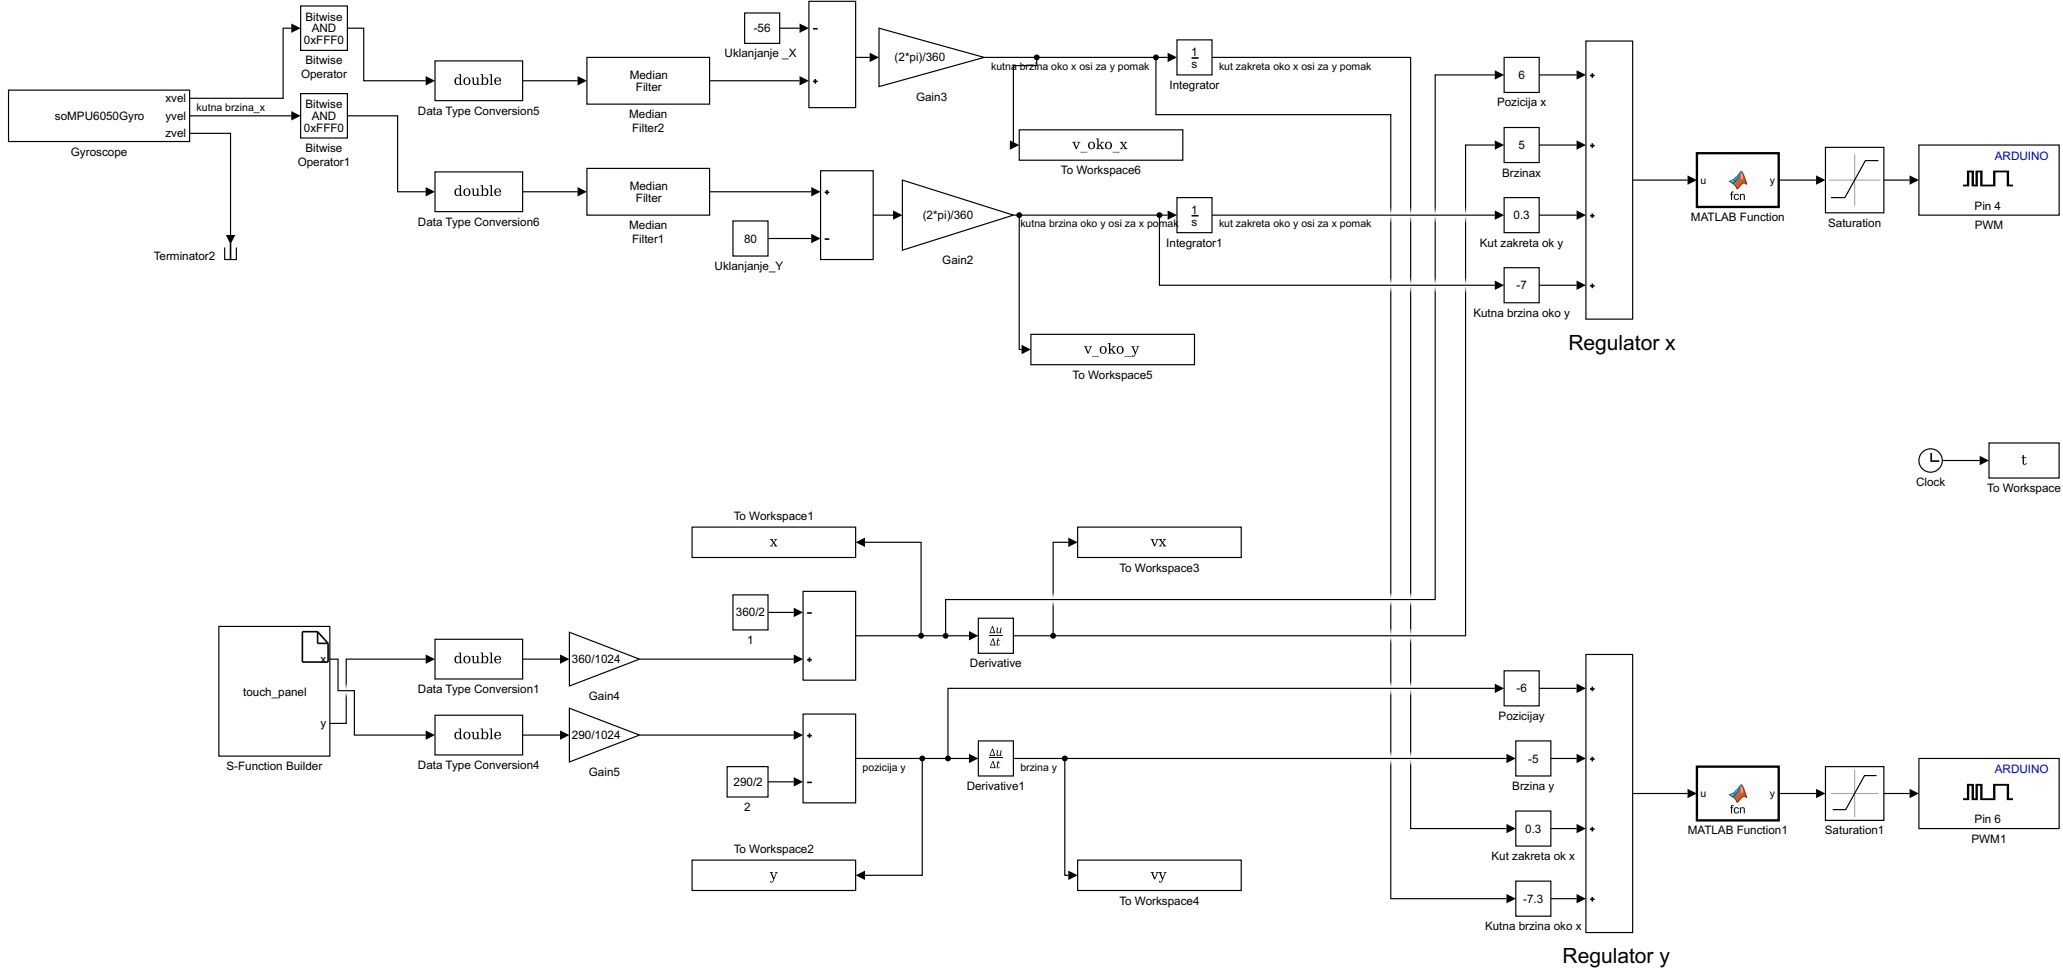 soMPU6050Gyro
xvel
yvel
zvel
Gyroscope
kutna brzina_x
Bitwise
AND
0xFFF0
Bitwise
Operator
Bitwise
AND
0xFFF0
Bitwise
Operator1
Terminator2
double
Data Type Conversion5
double
Data Type Conversion6
Median
Filter
Median
Filter2
Median
Filter
Median
Filter1
-56
Uklanjanje _X
80
Uklanjanje_Y
-
+
+
-
(2*pi)/360
Gain3
(2*pi)/360
Gain2
kutna brzina oko x osi za y pomak
kutna brzina oko y osi za x pomak
v_oko_x
To Workspace6
v_oko_y
To Workspace5
1
s
Integrator
1
s
Integrator1
kut zakreta oko x osi za y pomak
kut zakreta oko y osi za x pomak
6
Pozicija x
5
Brzinax
0.3
Kut zakreta ok y
-7
Kutna brzina oko y
+
+
+
+
Regulator x
u
fcn
y
MATLAB Function
Saturation
ARDUINO
Pin 4
PWM
Clock
t
To Workspace
touch_panel
x
y
S-Function Builder
double
Data Type Conversion1
double
Data Type Conversion4
360/1024
Gain4
290/1024
Gain5
To Workspace1
x
360/2
1
-
+
290/2
2
+
-
To Workspace2
y
pozicija y
Δu
Δt
Derivative
Δu
Δt
Derivative1
brzina y
vx
To Workspace3
vy
To Workspace4
-6
Pozicijay
-5
Brzina y
0.3
Kut zakreta ok x
-7.3
Kutna brzina oko x
+
+
+
+
Regulator y
u
fcn
y
MATLAB Function1
Saturation1
ARDUINO
Pin 6
PWM1